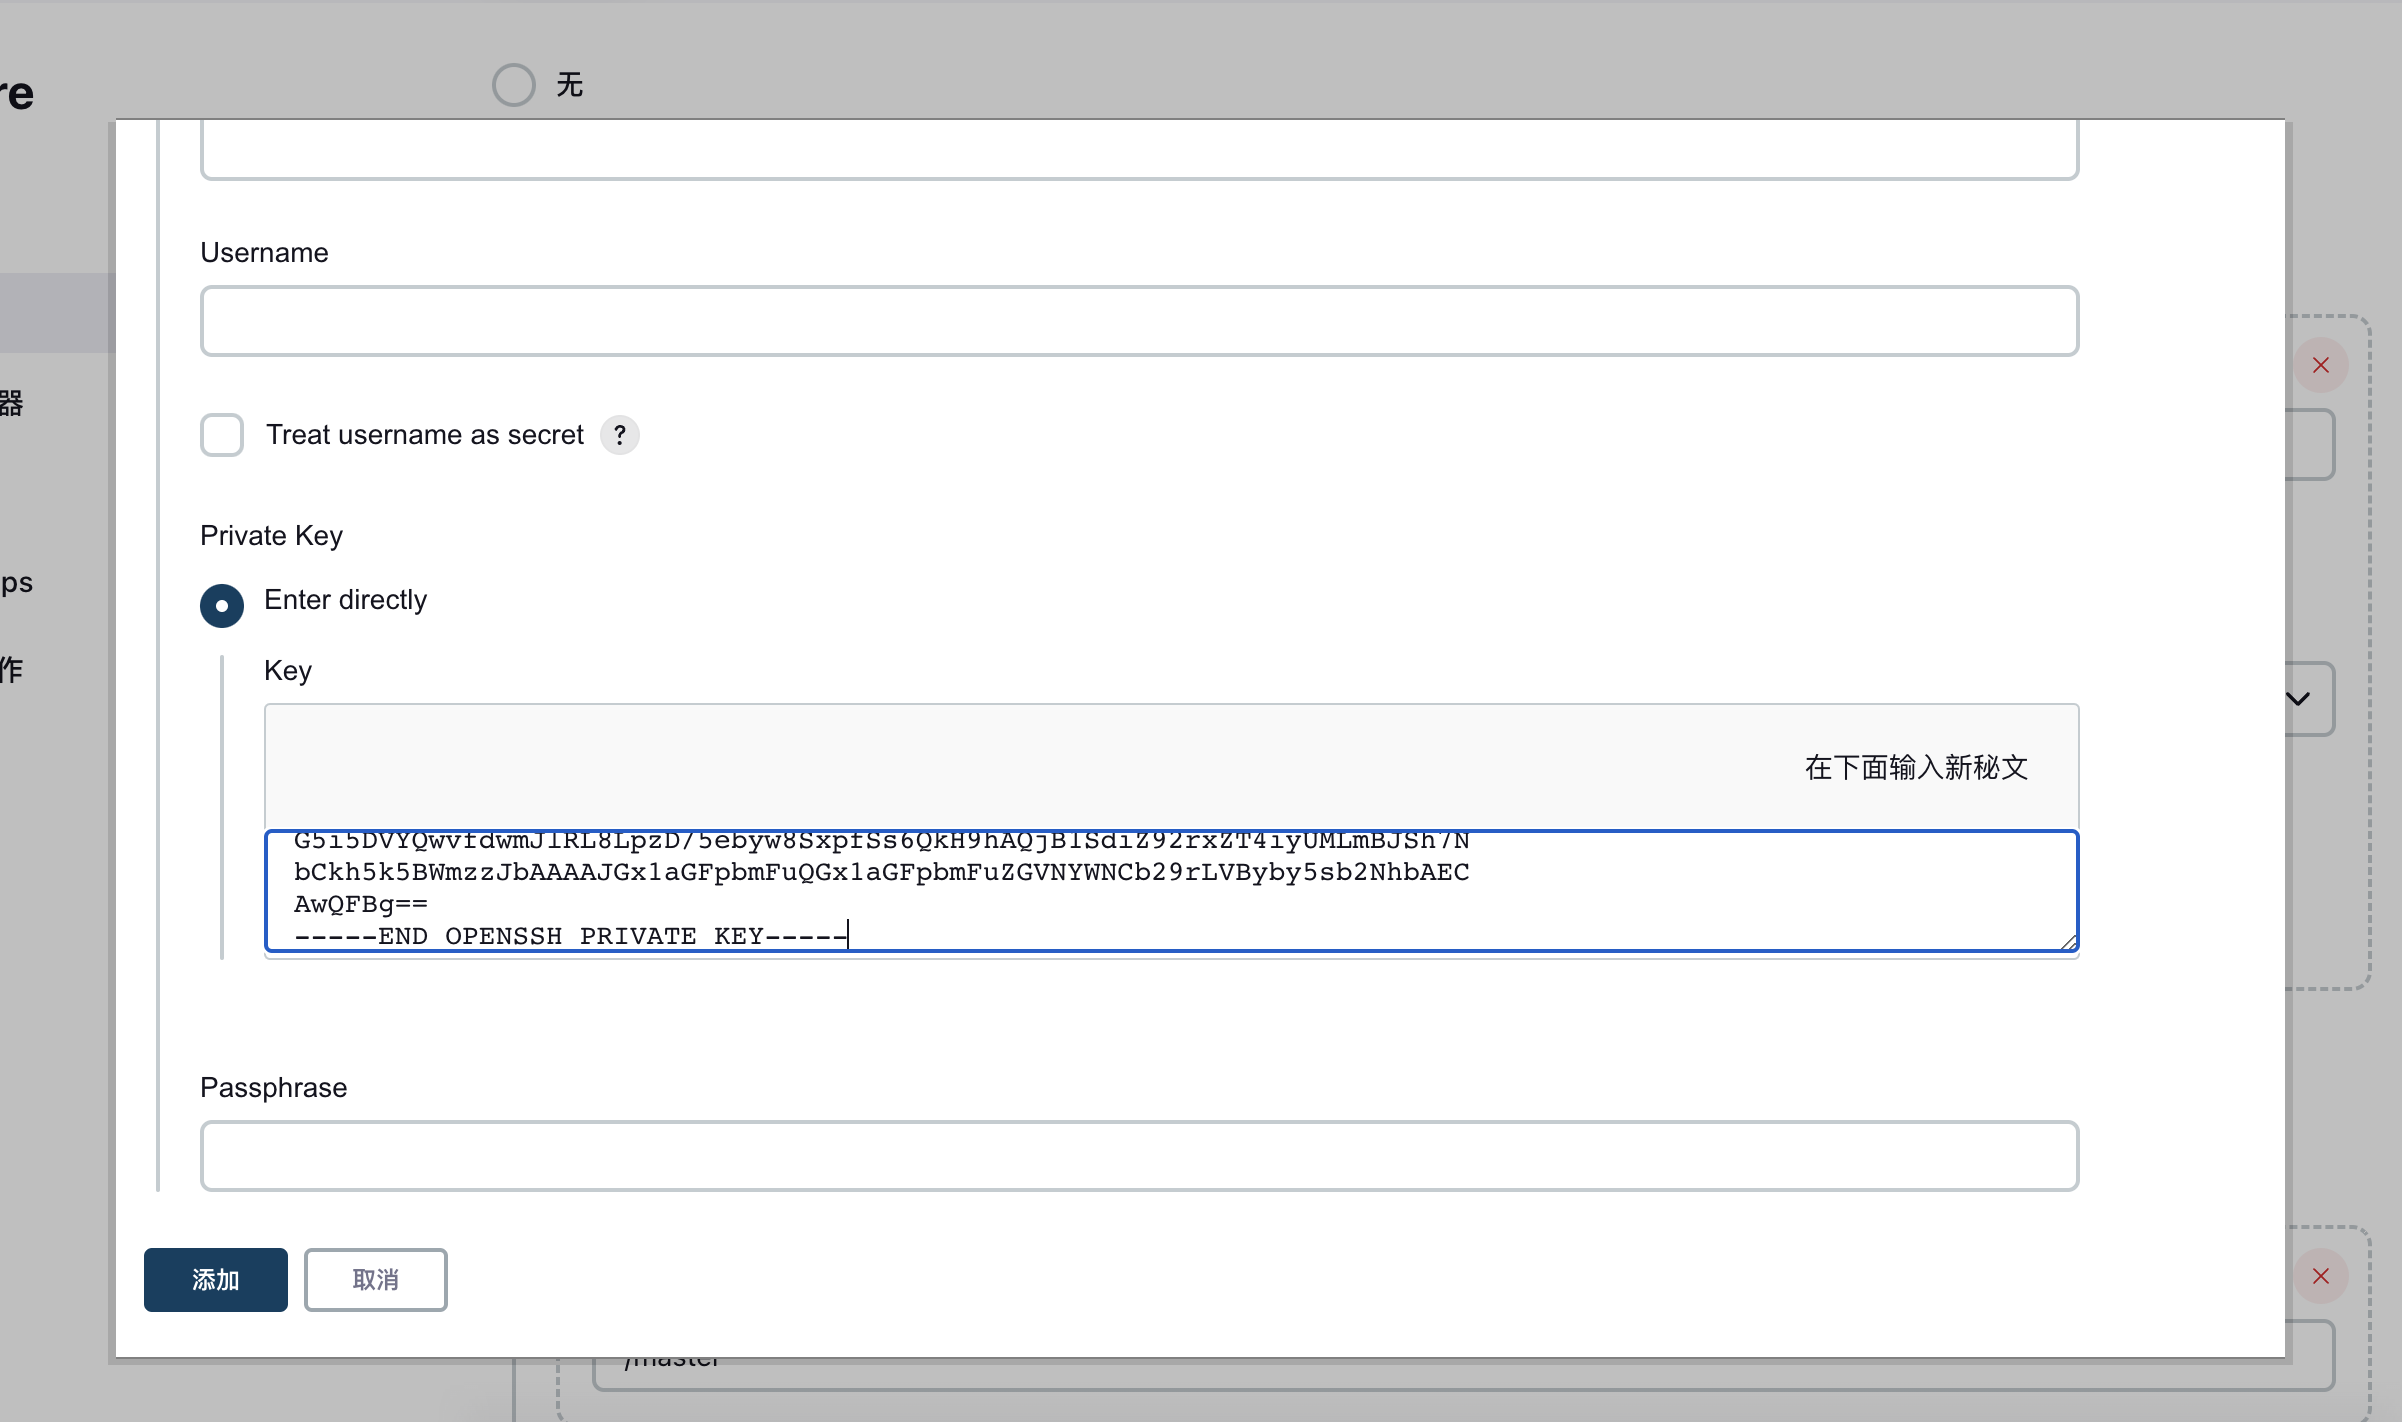 re
无
Username
Treat username as secret ?
器
Private Key
ps
Enter directly
作
Key
在下面输入新秘文
bCkh5k5BWmzzJbAAAAJGx1aGFpbmFuQGx1aGFpbmFuZGVNYWNCb29rLVByby5sb2NhbAEC
AwQFBg==
-----END OPENSSH PRIVATE KEY-----
Passphrase
添加
取消
/master